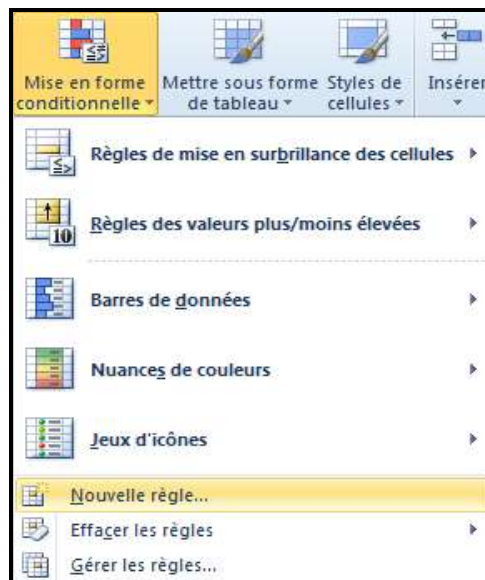 Mise en forme conditionnelle
Mettre sous forme de tableau
Styles de cellules
Insérer
Règles de mise en surbrillance des cellules
10
Règles des valeurs plus/moins élevées
Barres de données
Nuances de couleurs
Jeux d'icônes
Nouvelle règle...
Effacer les règles
Gérer les règles...